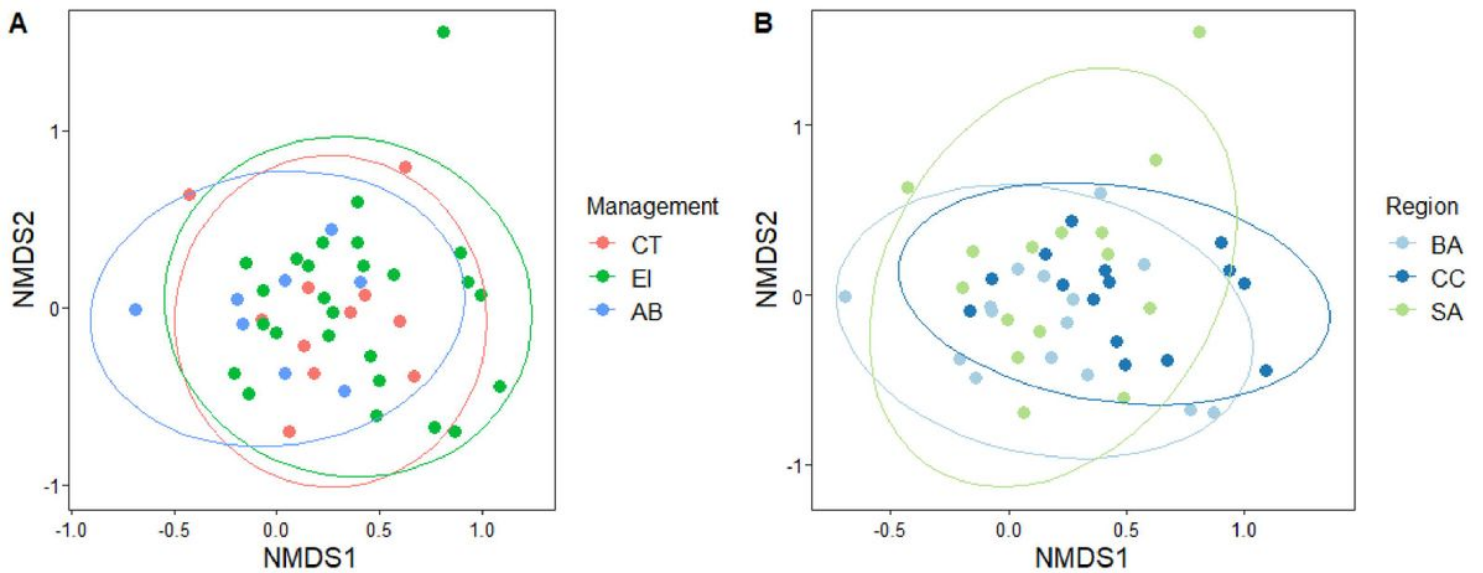 A
NMDS2
1
0
-1
-1.0 -0.5 0.0 0.5 1.0
NMDS1
Management
CT
EI
AB
B
NMDS2
1
0
-1
-0.5 0.0 0.5 1.0
NMDS1
Region
BA
CC
SA